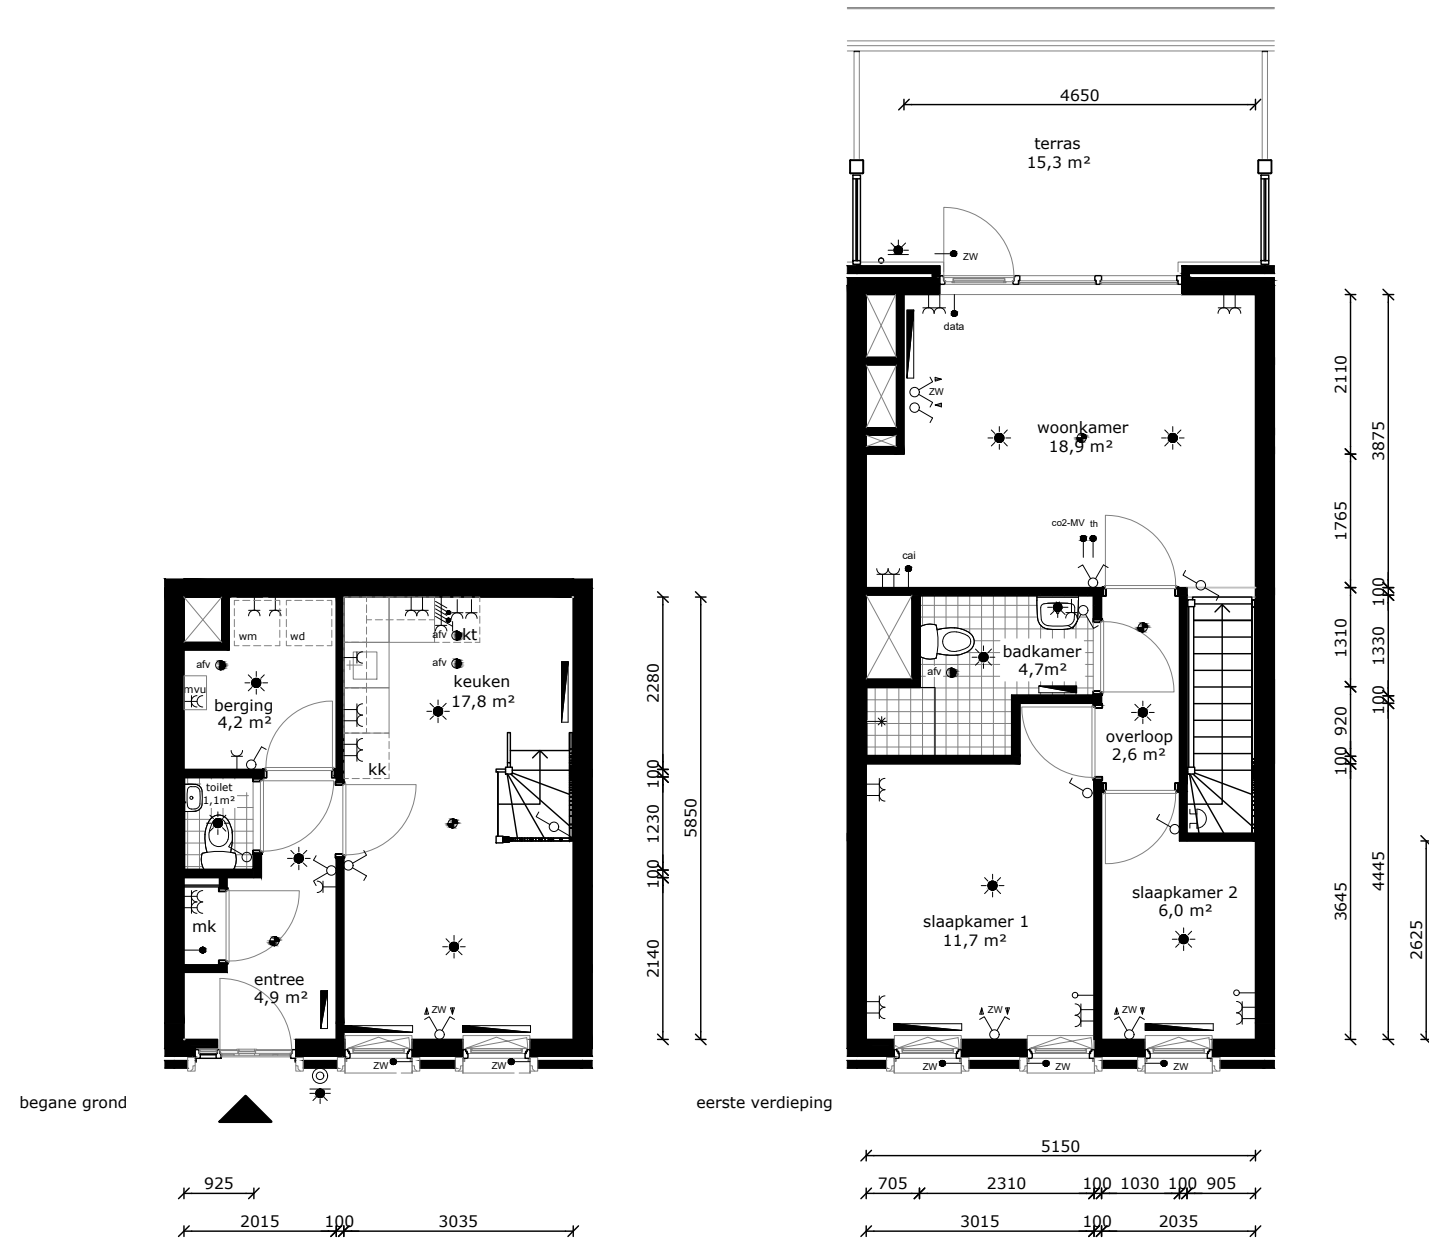 4650
terras
15,3 m²
ZW
data
ZW
woonkamer
18,9 m²
co2-MV th
cai
2110
3875
1765
100
1310
1330
100
920
100
3645
4445
2625
badkamer
4,7m²
afv
overloop
2,6 m²
slaapkamer 1
11,7 m²
slaapkamer 2
6,0 m²
ZW
ZW
ZW
ZW
ZW
wm
wd
afv
mvu
berging
4,2 m²
afv
kt
afv
keuken
17,8 m²
kk
toilet
1,1m²
mk
entree
4,9 m²
ZW
ZW
ZW
2280
100
1230
100
2140
5850
begane grond
eerste verdieping
925
2015
100
3035
5150
705
2310
100
1030
100
905
3015
100
2035